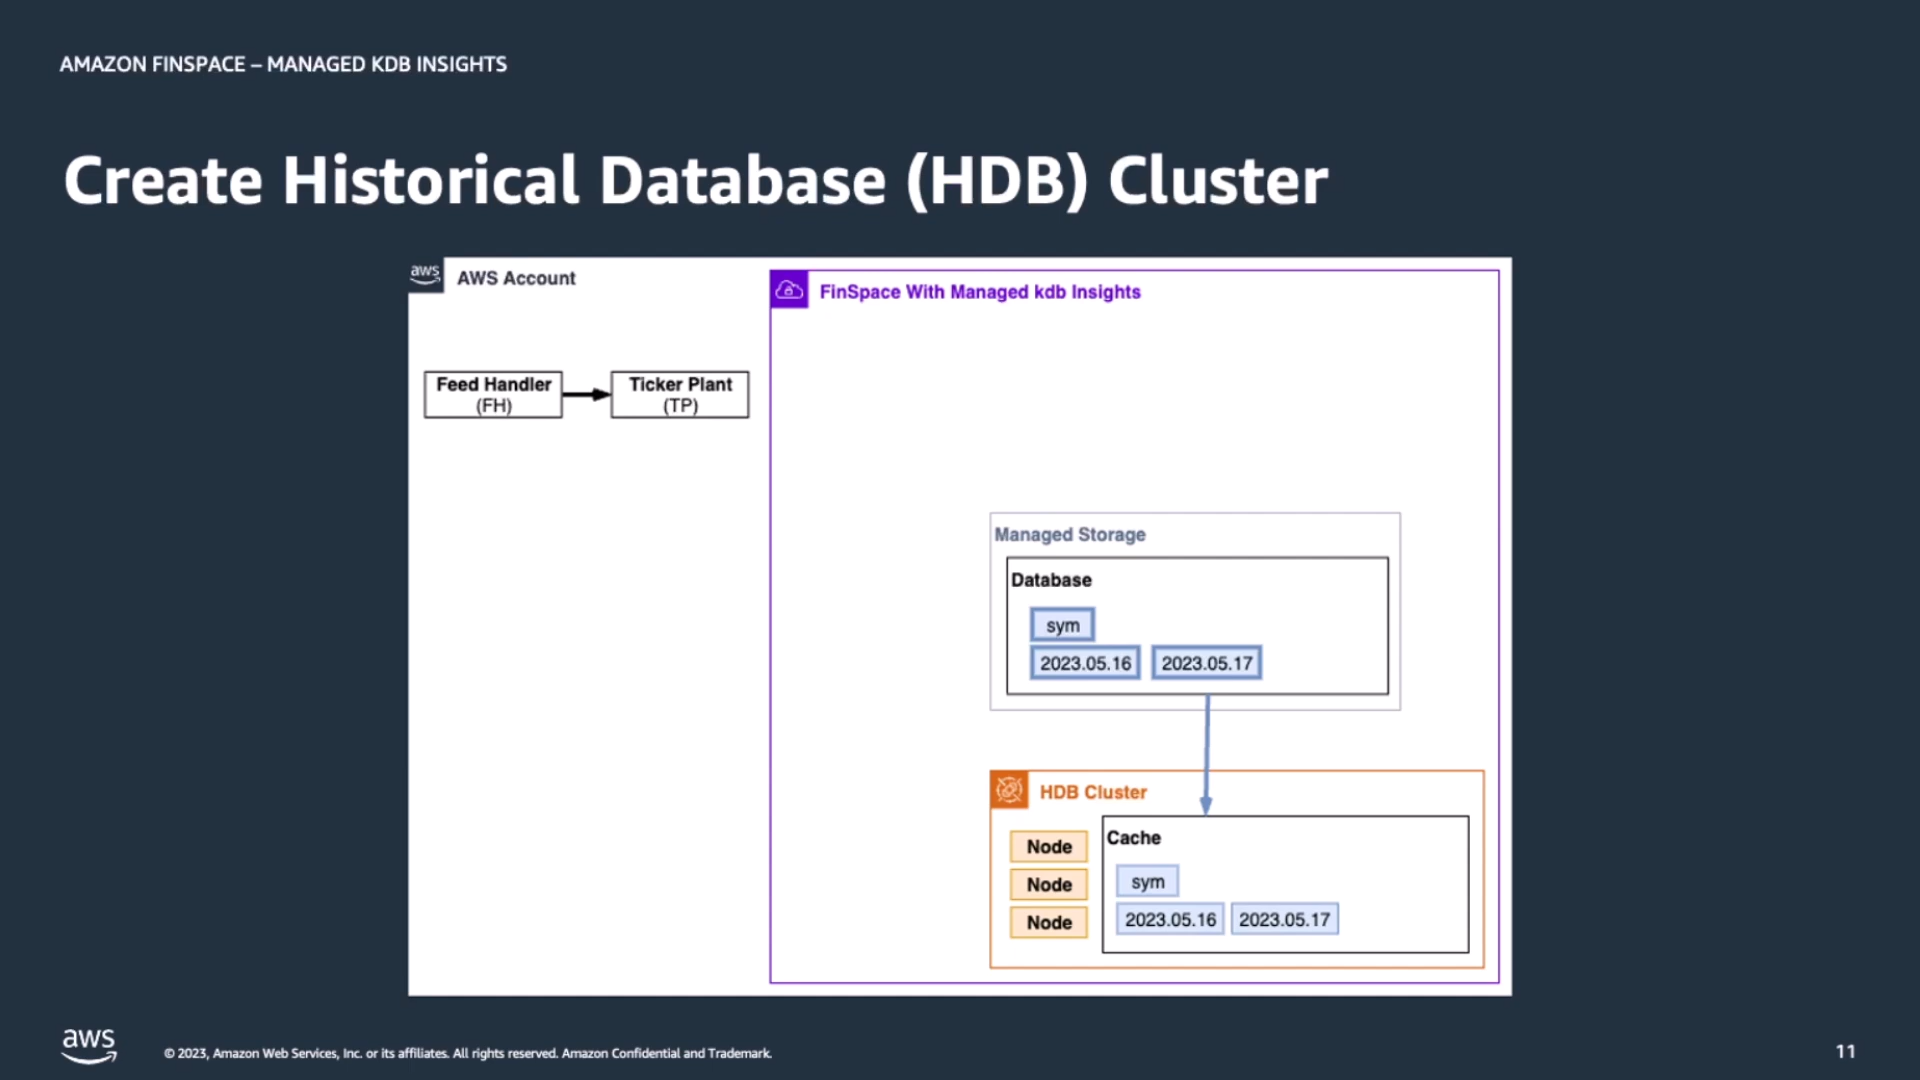 AMAZON FINSPACE – MANAGED KDB INSIGHTS
Create Historical Database (HDB) Cluster
aws
AWS Account
FinSpace With Managed kdb Insights
Feed Handler
(FH)
Ticker Plant
(TP)
Managed Storage
Database
sym
2023.05.16
2023.05.17
HDB Cluster
Node
Node
Node
Cache
sym
2023.05.16
2023.05.17
aws
© 2023, Amazon Web Services, Inc. or its affiliates. All rights reserved. Amazon Confidential and Trademark.
11